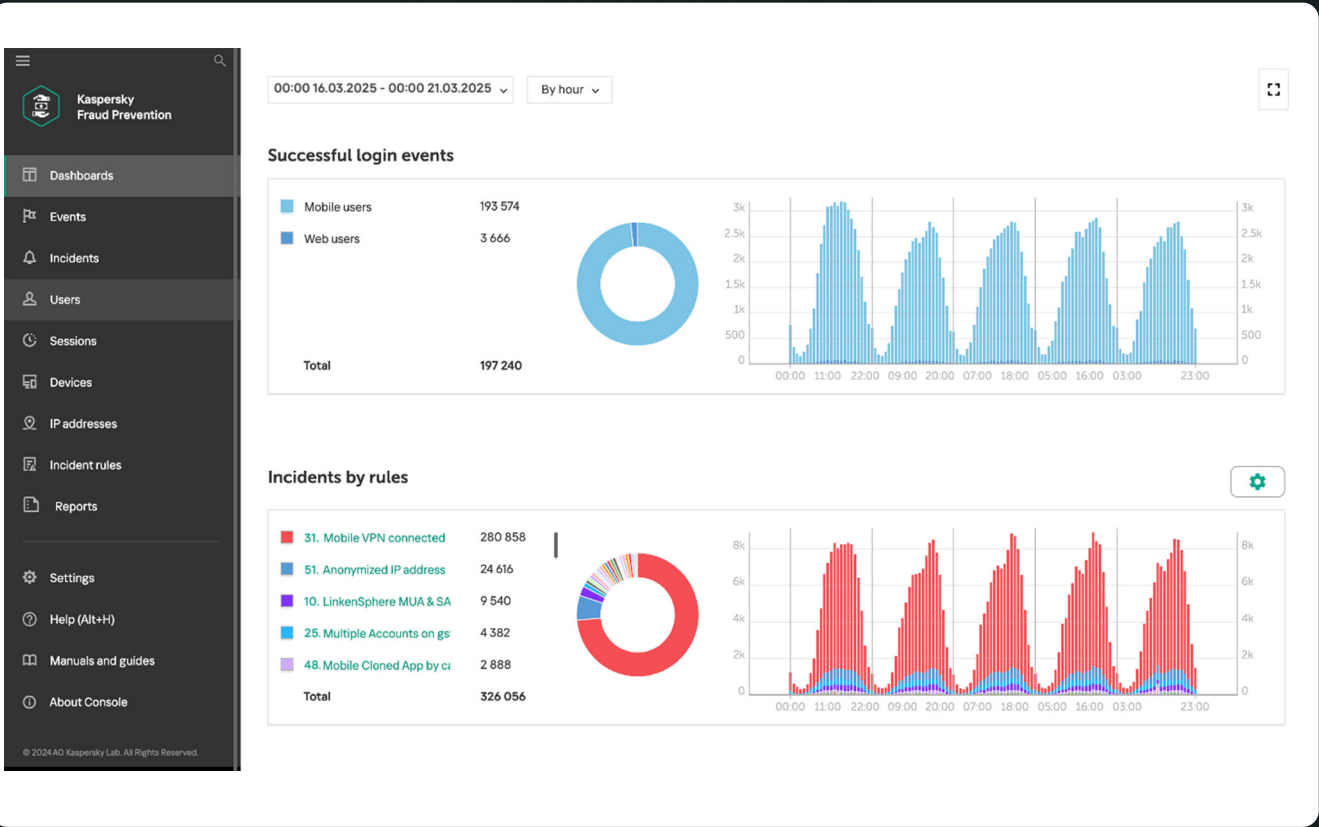 Kaspersky
Fraud Prevention
Dashboards
Events
Incidents
Users
Sessions
Devices
IP addresses
Incident rules
Reports
Settings
Help (Alt+H)
Manuals and guides
About Console
© 2024 AO Kaspersky Lab. All Rights Reserved.
00:00 16.03.2025 - 00:00 21.03.2025
By hour
Successful login events
Mobile users 193 574
Web users 3 666
Total 197 240
3k
2.5k
2k
1.5k
1k
500
0
3k
2.5k
2k
1.5k
1k
500
0
00:00 11:00 22:00 09:00 20:00 07:00 18:00 05:00 16:00 03:00 23:00
Incidents by rules
31. Mobile VPN connected 280 858
51. Anonymized IP address 24 616
10. LinkenSphere MUA & SA 9 540
25. Multiple Accounts on gs 4 382
48. Mobile Cloned App by ca 2 888
Total 326 056
8k
6k
4k
2k
0
8k
6k
4k
2k
0
00:00 11:00 22:00 09:00 20:00 07:00 18:00 05:00 16:00 03:00 23:00